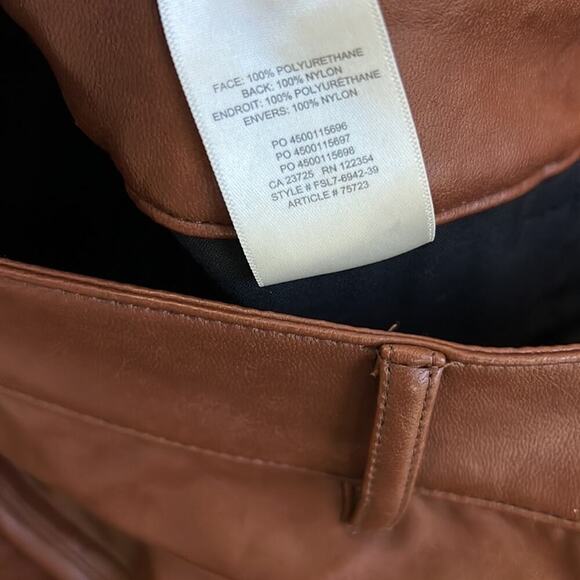 FACE: 100% POLYURETHANE
BACK: 100% NYLON
ENDROIT: 100% POLYURETHANE
ENVERS: 100% NYLON
PO 4500115696
PO 4500115697
PO 4500115698
CA 23725 RN 122354
STYLE # FSL7-6942-39
ARTICLE # 75723